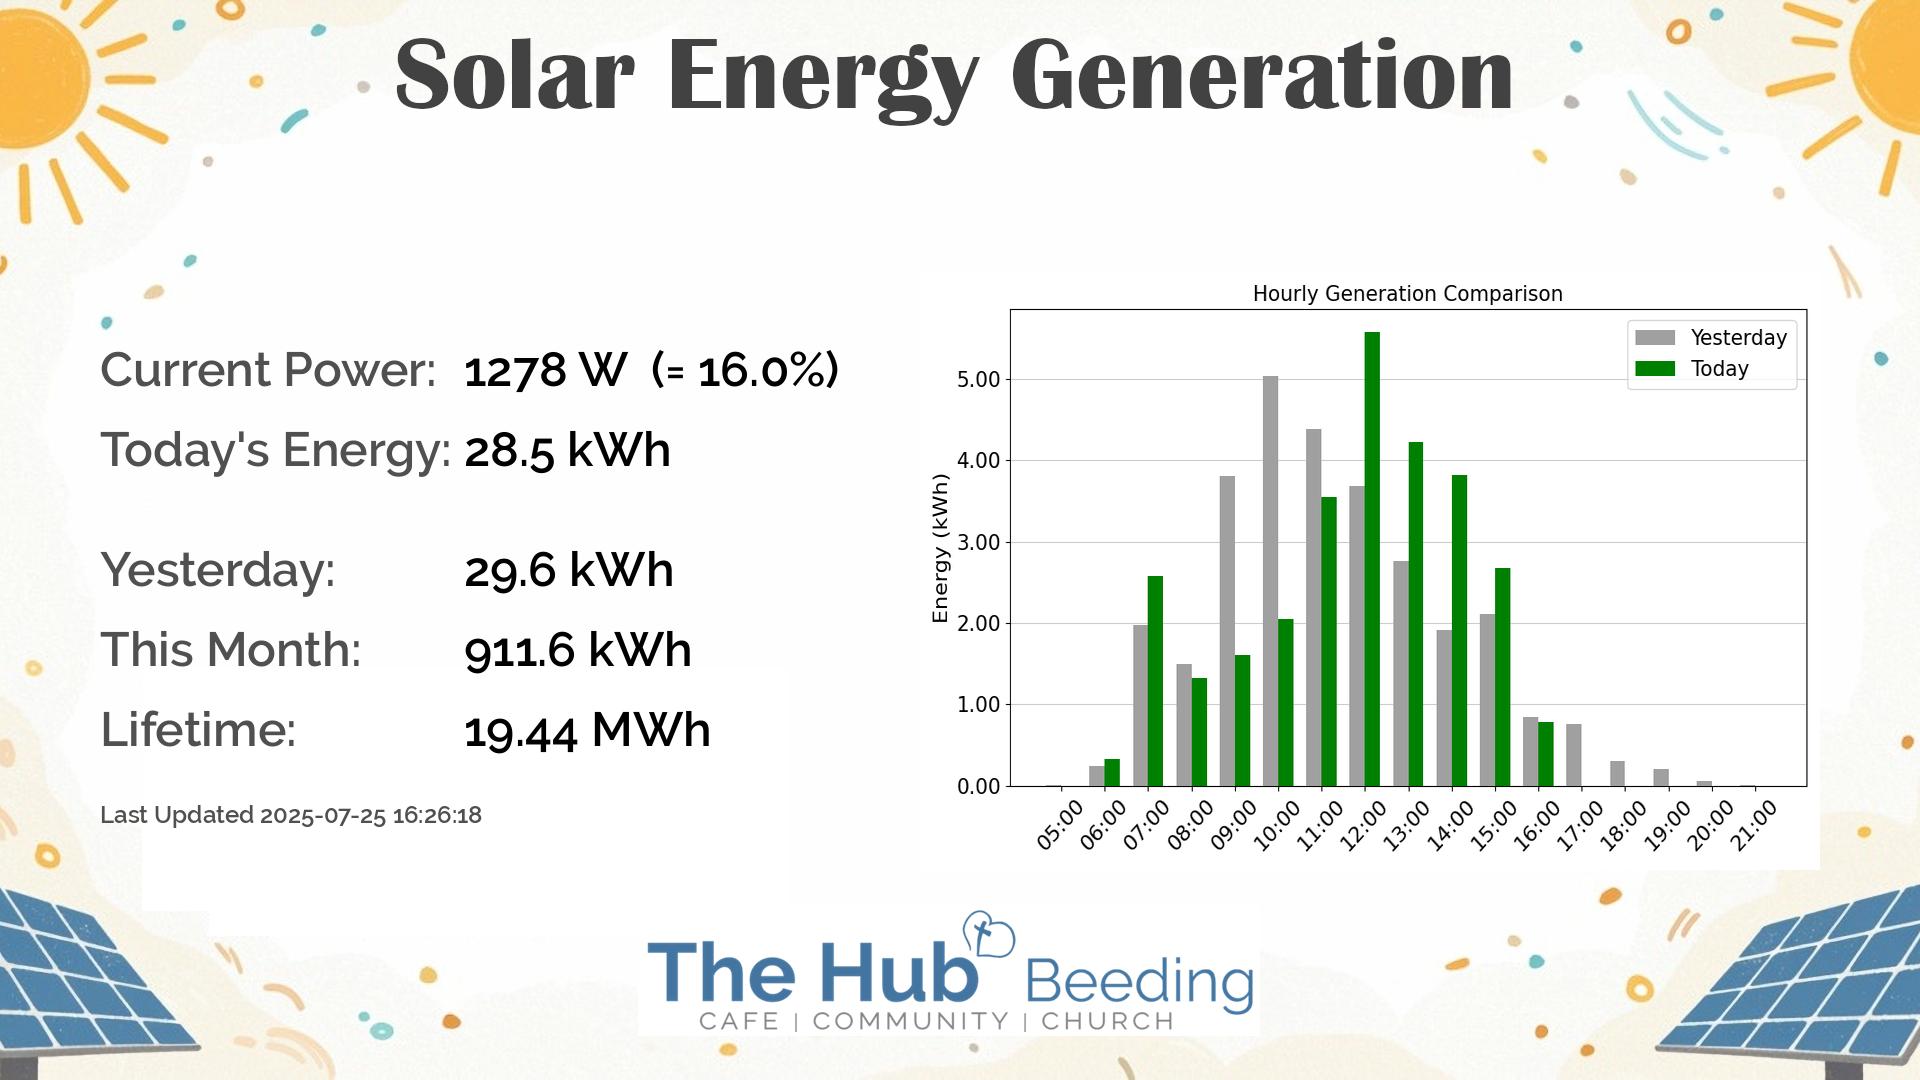 Solar Energy Generation
Current Power: 1278 W (= 16.0%)
Today's Energy: 28.5 kWh
Yesterday: 29.6 kWh
This Month: 911.6 kWh
Lifetime: 19.44 MWh
Last Updated 2025-07-25 16:26:18
Hourly Generation Comparison
Yesterday
Today
Energy (kWh)
5.00
4.00
3.00
2.00
1.00
0.00
05:00 06:00 07:00 08:00 09:00 10:00 11:00 12:00 13:00 14:00 15:00 16:00 17:00 18:00 19:00 20:00 21:00
The Hub Beeding
CAFE | COMMUNITY | CHURCH